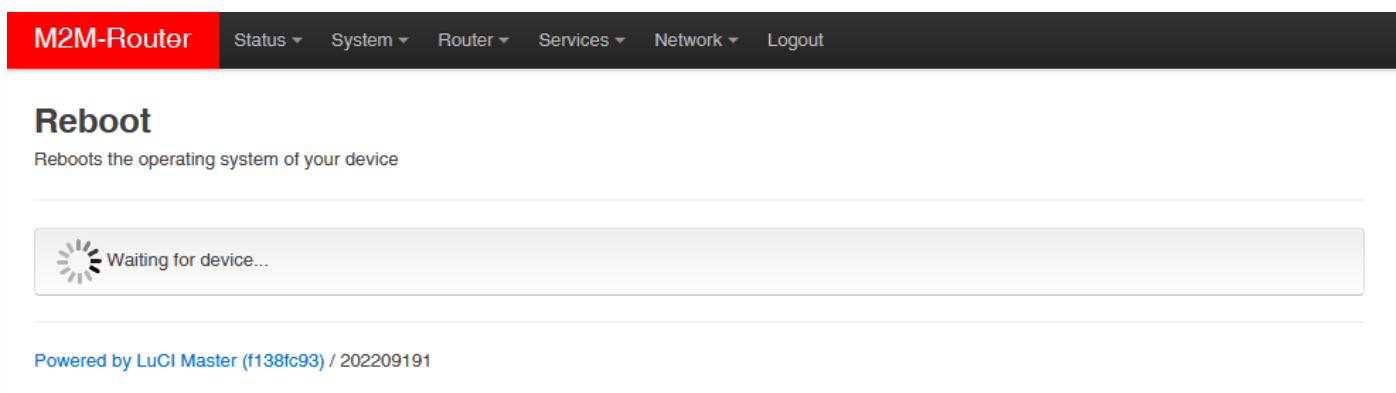 M2M-Router Status System Router Services Network Logout
Reboot
Reboots the operating system of your device
Waiting for device...
Powered by LuCI Master (f138fc93) / 202209191